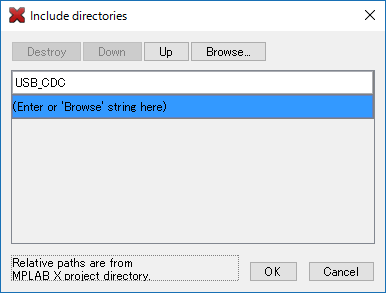 Include directories
Destroy Down Up Browse...
USB_CDC
(Enter or 'Browse' string here)
Relative paths are from
MPLAB X project directory.
OK Cancel